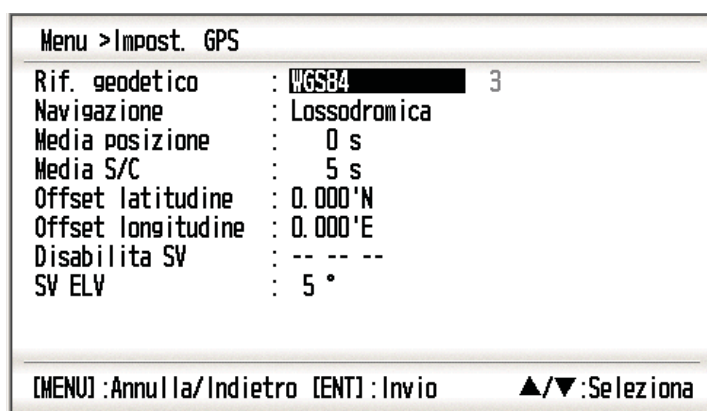 Menu >Impost. GPS
Rif. geodetico : WGS84 3
Navigazione : Lossodromica
Media posizione : 0 s
Media S/C : 5 s
Offset latitudine : 0.000'N
Offset longitudine : 0.000'E
Disabilita SV : -- -- --
SV ELV : 5 °
[MENU] :Annulla/Indietro [ENT] :Invio ▲/▼:Seleziona